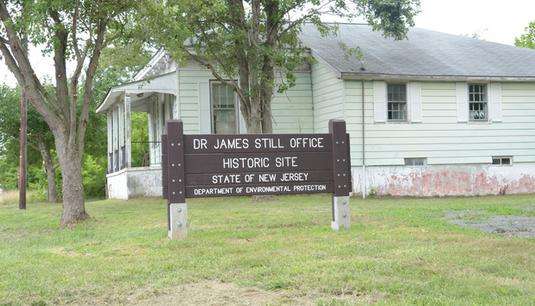 DR JAMES STILL OFFICE
HISTORIC SITE
STATE OF NEW JERSEY
DEPARTMENT OF ENVIRONMENTAL PROTECTION